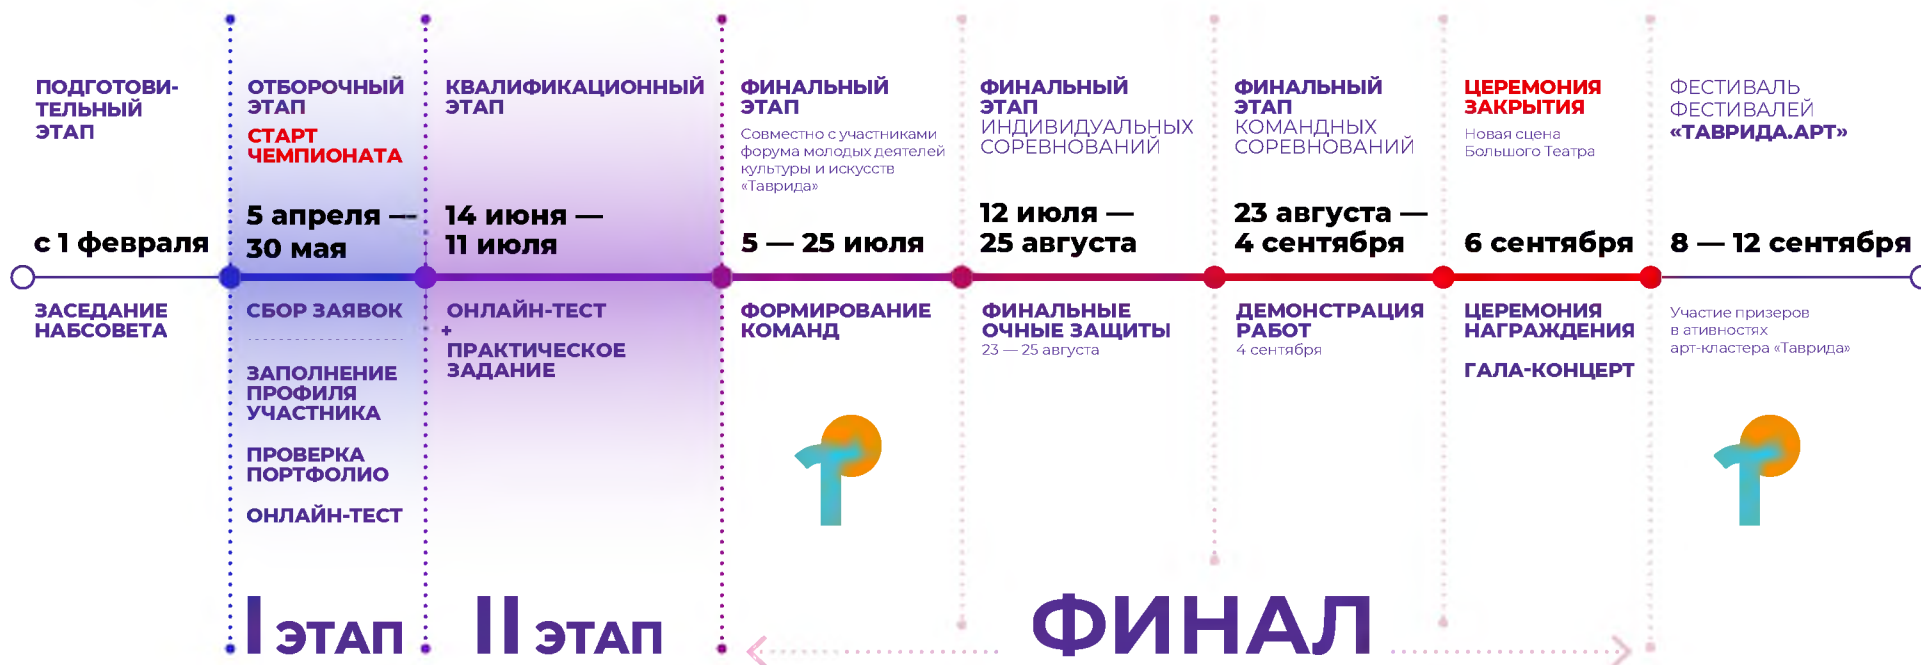 ПОДГОТОВИ-
ТЕЛЬНЫЙ
ЭТАП
с 1 февраля
ЗАСЕДАНИЕ
НАБСОВЕТА
ОТБОРОЧНЫЙ
ЭТАП
СТАРТ
ЧЕМПИОНАТА
5 апреля —
30 мая
СБОР ЗАЯВОК
ЗАПОЛНЕНИЕ
ПРОФИЛЯ
УЧАСТНИКА
ПРОВЕРКА
ПОРТФОЛИО
ОНЛАЙН-ТЕСТ
I ЭТАП
КВАЛИФИКАЦИОННЫЙ
ЭТАП
14 июня —
11 июля
ОНЛАЙН-ТЕСТ
+
ПРАКТИЧЕСКОЕ
ЗАДАНИЕ
II ЭТАП
ФИНАЛЬНЫЙ
ЭТАП
Совместно с участниками
форума молодых деятелей
культуры и искусств
«Таврида»
5 — 25 июля
ФОРМИРОВАНИЕ
КОМАНД
ФИНАЛЬНЫЙ
ЭТАП
ИНДИВИДУАЛЬНЫХ
СОРЕВНОВАНИЙ
12 июля —
25 августа
ФИНАЛЬНЫЕ
ОЧНЫЕ ЗАЩИТЫ
23 — 25 августа
ФИНАЛЬНЫЙ
ЭТАП
КОМАНДНЫХ
СОРЕВНОВАНИЙ
23 августа —
4 сентября
ДЕМОНСТРАЦИЯ
РАБОТ
4 сентября
ЦЕРЕМОНИЯ
ЗАКРЫТИЯ
Новая сцена
Большого Театра
6 сентября
ЦЕРЕМОНИЯ
НАГРАЖДЕНИЯ
ГАЛА-КОНЦЕРТ
ФИНАЛ
ФЕСТИВАЛЬ
ФЕСТИВАЛЕЙ
«ТАВРИДА.АРТ»
8 — 12 сентября
Участие призеров
в ативностях
арт-кластера «Таврида»